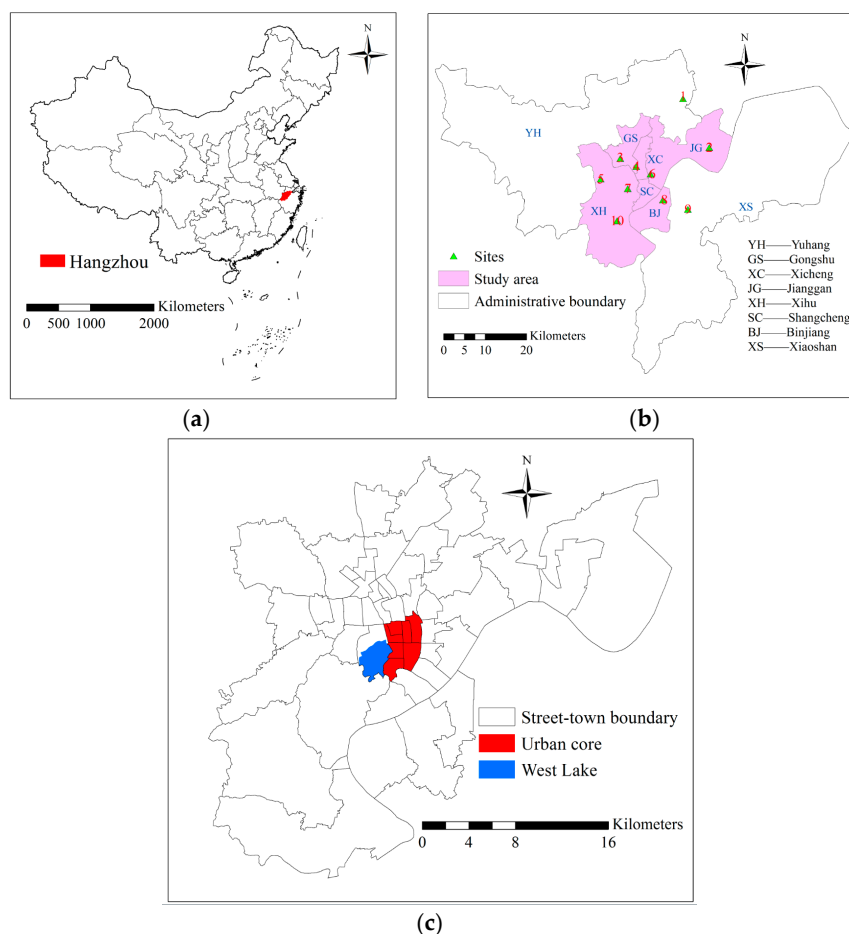 N
Hangzhou
Kilometers
0 500 1000 2000
(a)
N
1
YH
GS
JG 2
3
XC
4
6
5
7
SC
8
9
XS
XH
BJ
10
Sites
Study area
Administrative boundary
Kilometers
0 5 10 20
YH——Yuhang
GS——Gongshu
XC——Xicheng
JG——Jianggan
XH——Xihu
SC——Shangcheng
BJ——Binjiang
XS——Xiaoshan
(b)
N
Street-town boundary
Urban core
West Lake
Kilometers
0 4 8 16
(c)